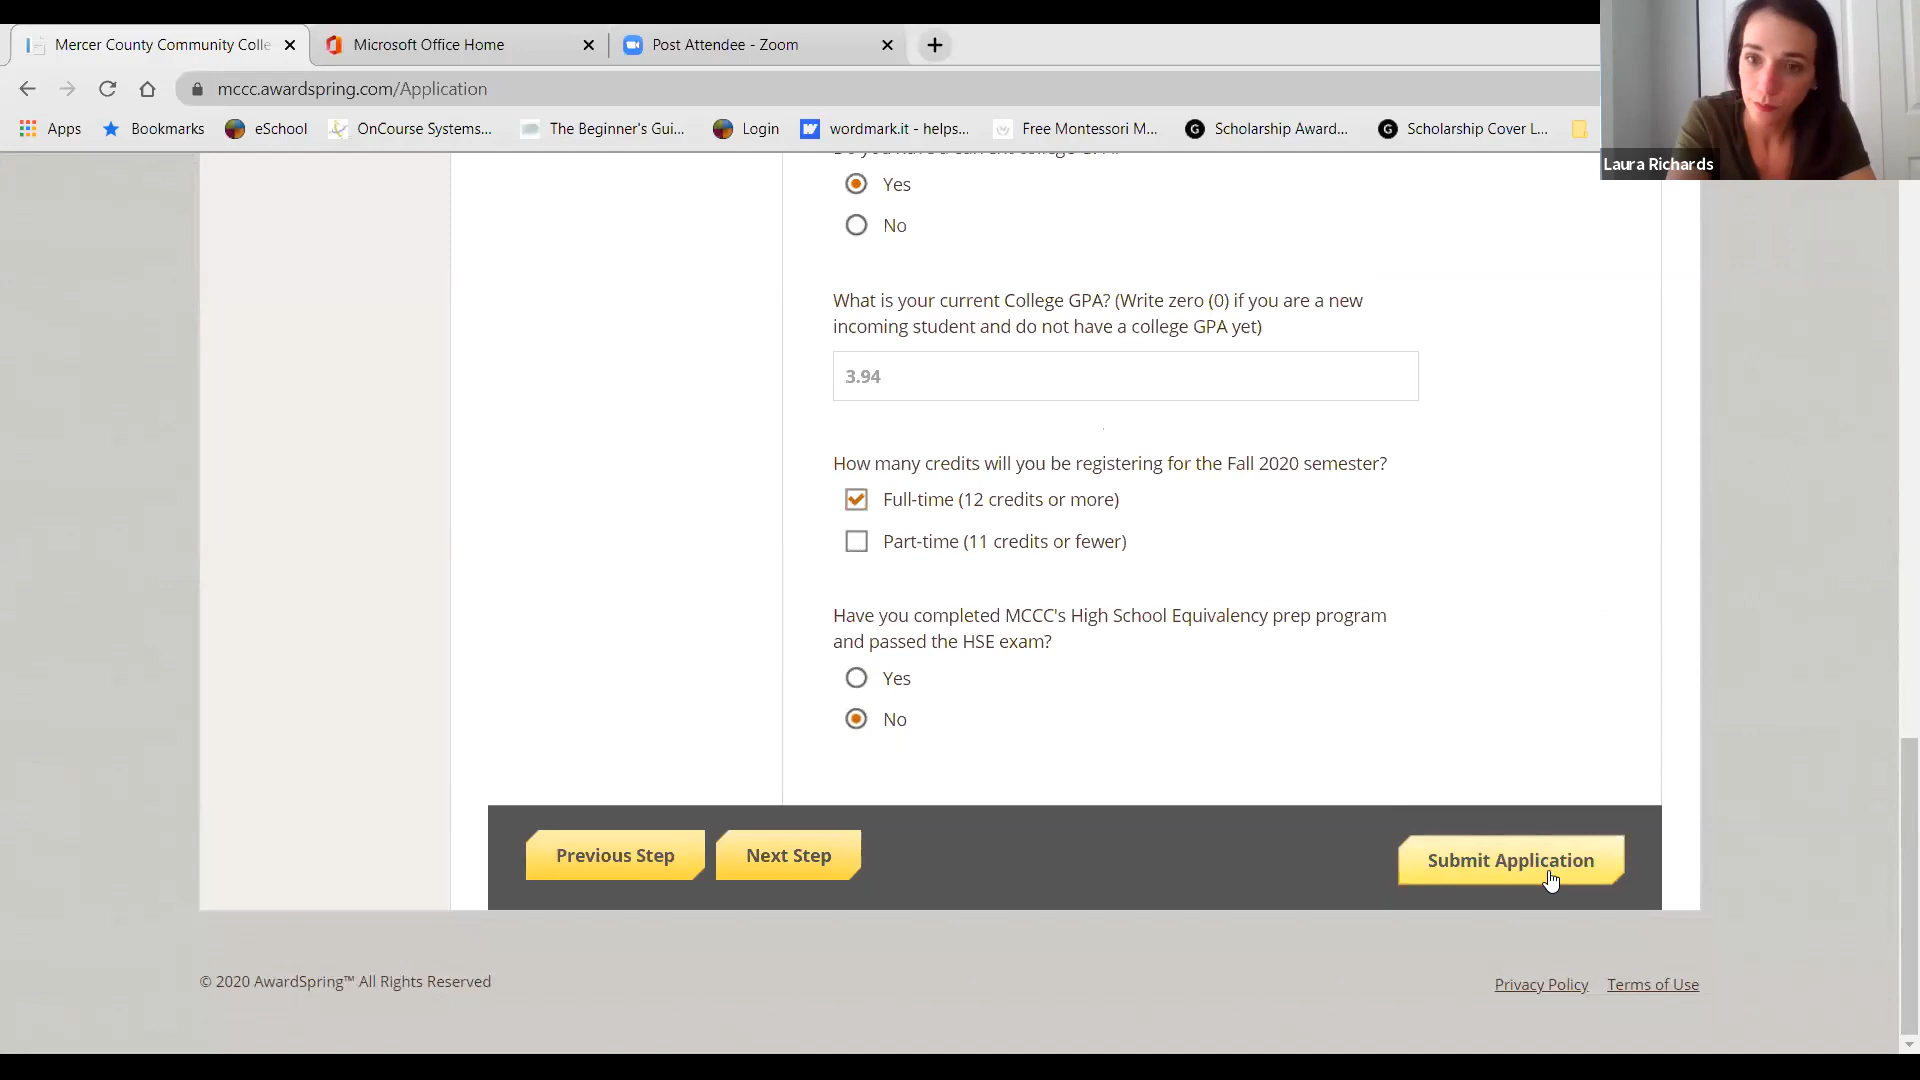 Mercer County Community Colle
Microsoft Office Home
Post Attendee - Zoom
mccc.awardspring.com/Application
Apps
Bookmarks
eSchool
OnCourse Systems...
The Beginner's Gui...
Login
wordmark.it - helps...
Free Montessori M...
Scholarship Award...
Scholarship Cover L...
Laura Richards
Do you have a current college GPA?
Yes
No
What is your current College GPA? (Write zero (0) if you are a new
incoming student and do not have a college GPA yet)
3.94
How many credits will you be registering for the Fall 2020 semester?
Full-time (12 credits or more)
Part-time (11 credits or fewer)
Have you completed MCCC's High School Equivalency prep program
and passed the HSE exam?
Yes
No
Previous Step
Next Step
Submit Application
© 2020 AwardSpring™ All Rights Reserved
Privacy Policy
Terms of Use